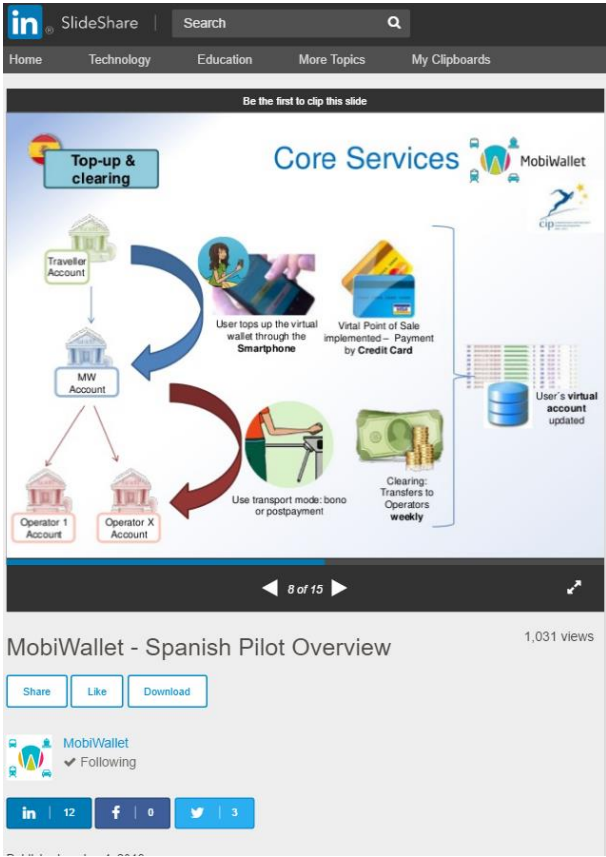 in ® SlideShare Search
Home Technology Education More Topics My Clipboards
Be the first to clip this slide
Top-up &
clearing
Core Services
MobiWallet
cip
Traveller
Account
User tops up the virtual
wallet through the
Smartphone
Virtal Point of Sale
implemented – Payment
by Credit Card
VISA
MW
Account
User´s virtual
account
updated
Use transport mode: bono
or postpayment
Clearing:
Transfers to
Operators
weekly
Operator 1
Account
Operator X
Account
8 of 15
MobiWallet - Spanish Pilot Overview
1,031 views
Share Like Download
MobiWallet
Following
in 12 f 0 3